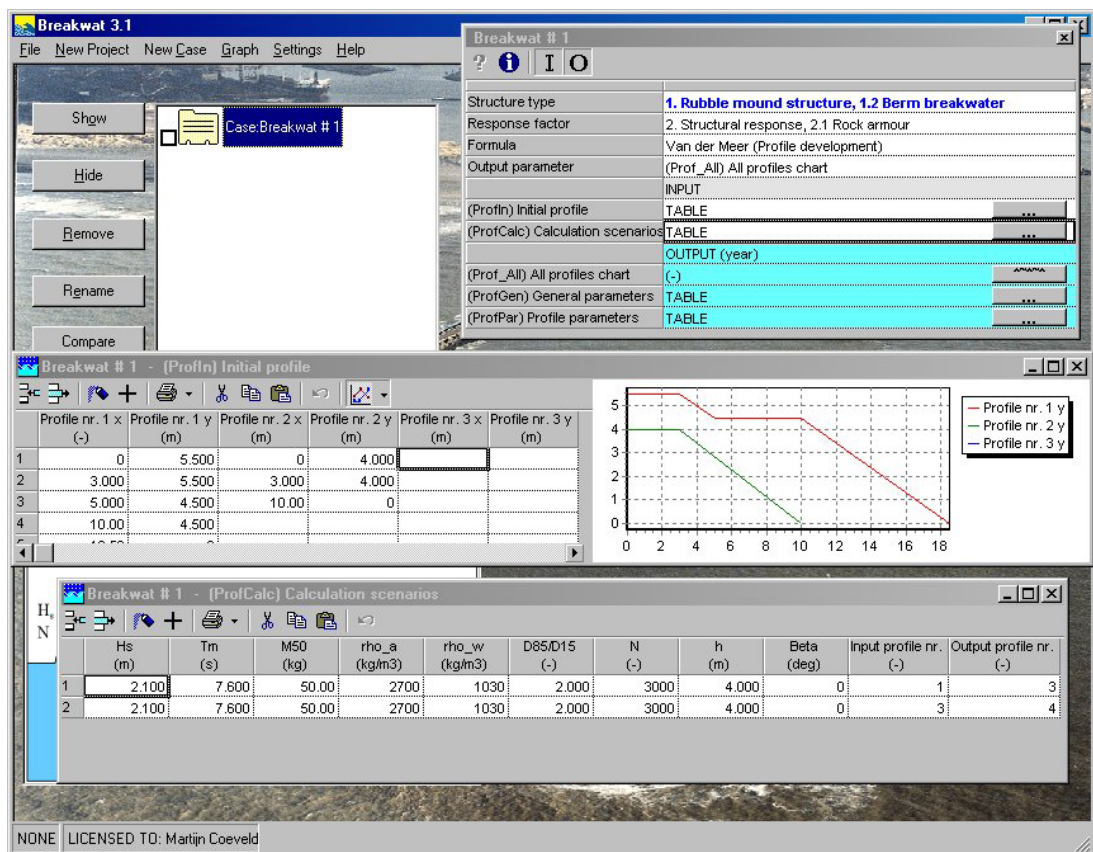 Breakwat 3.1
File New Project New Case Graph Settings Help
Show
Hide
Remove
Rename
Compare
Case:Breakwat # 1
Breakwat # 1
? i I O
Structure type 1. Rubble mound structure, 1.2 Berm breakwater
Response factor 2. Structural response, 2.1 Rock armour
Formula Van der Meer (Profile development)
Output parameter (Prof_All) All profiles chart
INPUT
(ProfIn) Initial profile TABLE ...
(ProfCalc) Calculation scenarios TABLE ...
OUTPUT (year)
(Prof_All) All profiles chart (-)
(ProfGen) General parameters TABLE ...
(ProfPar) Profile parameters TABLE ...
Breakwat # 1 - (ProfIn) Initial profile
Profile nr. 1 x Profile nr. 1 y Profile nr. 2 x Profile nr. 2 y Profile nr. 3 x Profile nr. 3 y
(-) (m) (m) (m) (m) (m)
1 0 5.500 0 4.000
2 3.000 5.500 3.000 4.000
3 5.000 4.500 10.00 0
4 10.00 4.500
5
4
3
2
1
0
0 2 4 6 8 10 12 14 16 18
Profile nr. 1 y
Profile nr. 2 y
Profile nr. 3 y
Hs
N
Breakwat # 1 - (ProfCalc) Calculation scenarios
Hs Tm M50 rho_a rho_w D85/D15 N h Beta Input profile nr. Output profile nr.
(m) (s) (kg) (kg/m3) (kg/m3) (-) (-) (m) (deg) (-) (-)
1 2.100 7.600 50.00 2700 1030 2.000 3000 4.000 0 1 3
2 2.100 7.600 50.00 2700 1030 2.000 3000 4.000 0 3 4
NONE LICENSED TO: Martijn Coeveld